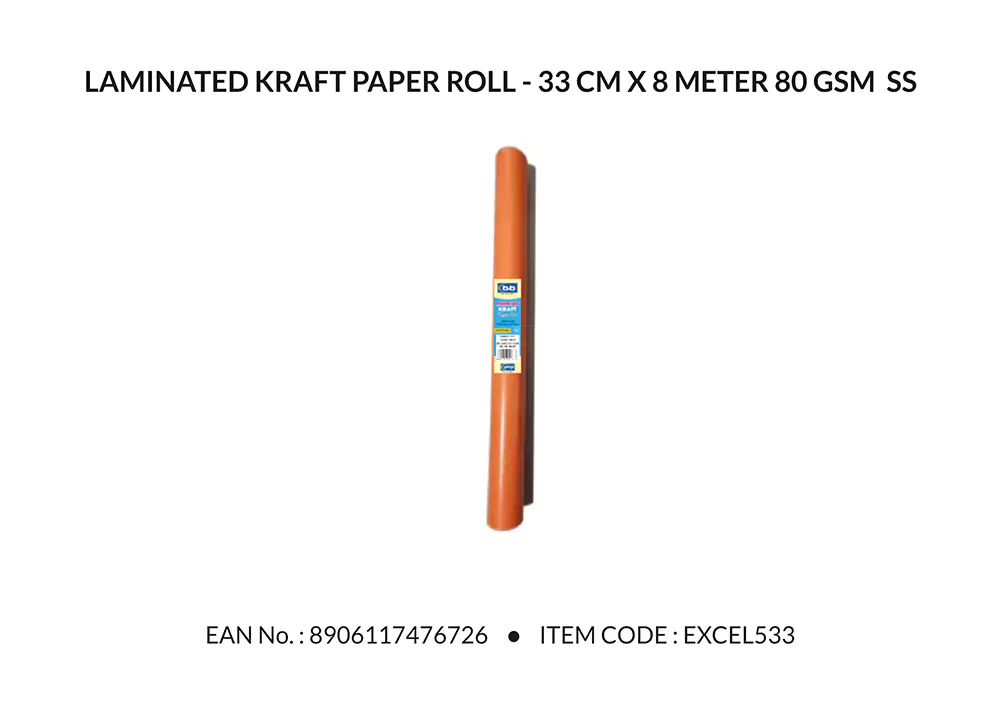 LAMINATED KRAFT PAPER ROLL - 33 CM X 8 METER 80 GSM  SS
KRAFT
EAN No. : 8906117476726 ● ITEM CODE : EXCEL533